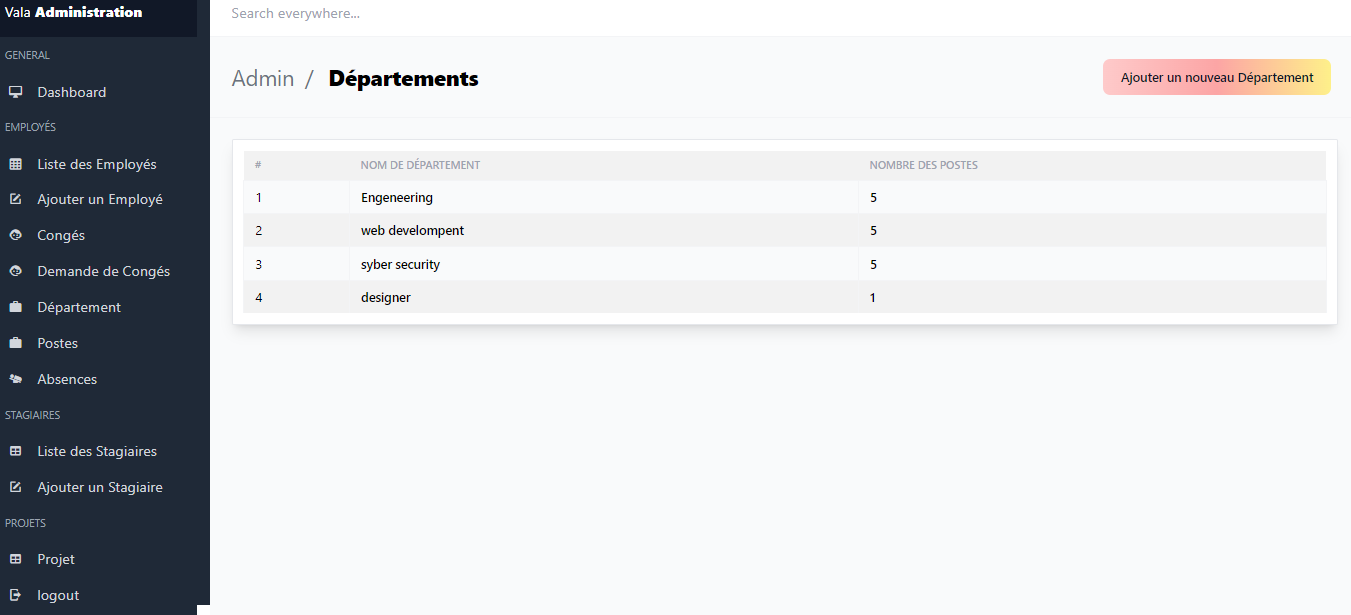 Vala Administration
Search everywhere...
GENERAL
Dashboard
EMPLOYÉS
Liste des Employés
Ajouter un Employé
Congés
Demande de Congés
Département
Postes
Absences
STAGIAIRES
Liste des Stagiaires
Ajouter un Stagiaire
PROJETS
Projet
logout
Admin / Départements
Ajouter un nouveau Département
# NOM DE DÉPARTEMENT NOMBRE DES POSTES
1 Engeneering 5
2 web develompent 5
3 syber security 5
4 designer 1